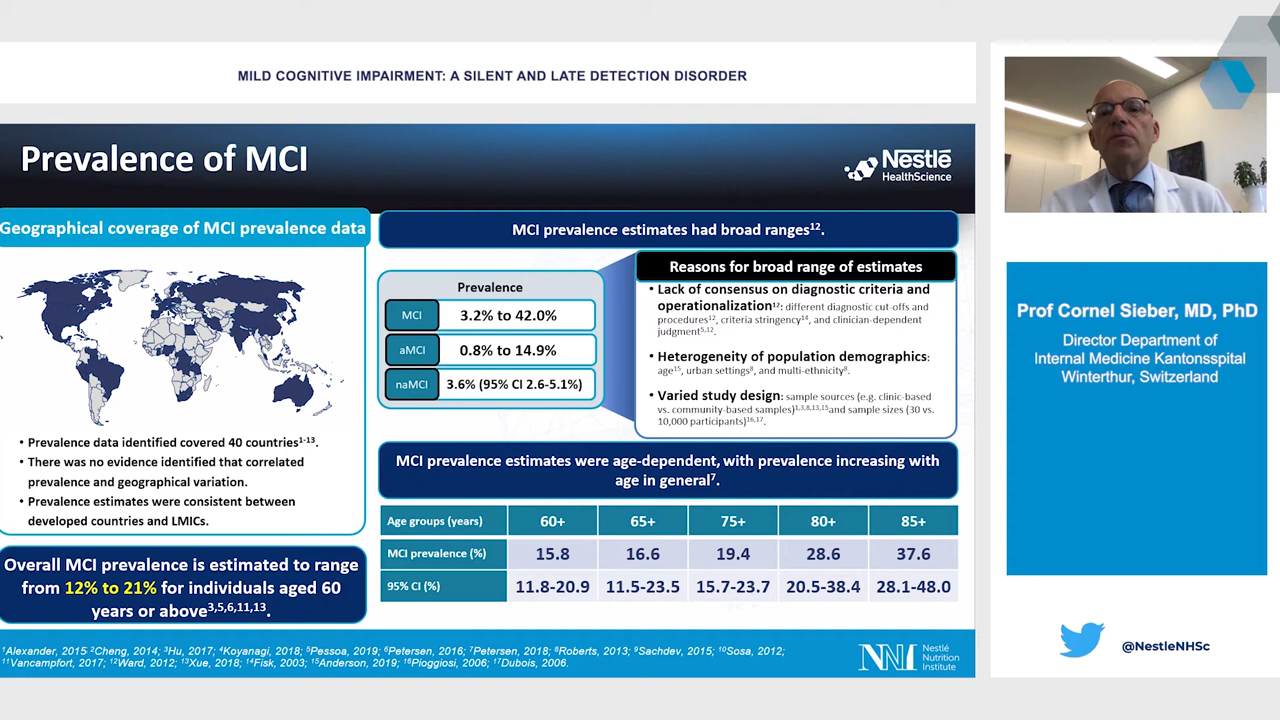 MILD COGNITIVE IMPAIRMENT: A SILENT AND LATE DETECTION DISORDER
Prevalence of MCI
Nestlé
HealthScience
Geographical coverage of MCI prevalence data
• Prevalence data identified covered 40 countries1-13.
• There was no evidence identified that correlated
prevalence and geographical variation.
• Prevalence estimates were consistent between
developed countries and LMICs.
Overall MCI prevalence is estimated to range
from 12% to 21% for individuals aged 60
years or above3,5,6,11,13.
MCI prevalence estimates had broad ranges12.
Prevalence
MCI 3.2% to 42.0%
aMCI 0.8% to 14.9%
naMCI 3.6% (95% CI 2.6-5.1%)
Reasons for broad range of estimates
• Lack of consensus on diagnostic criteria and
operationalization12: different diagnostic cut-offs and
procedures12, criteria stringency14, and clinician-dependent
judgment5,12.
• Heterogeneity of population demographics:
age15, urban settings8, and multi-ethnicity8.
• Varied study design: sample sources (e.g. clinic-based
vs. community-based samples)1,3,8,13,15and sample sizes (30 vs.
10,000 participants)16,17.
MCI prevalence estimates were age-dependent, with prevalence increasing with
age in general7.
Age groups (years) 60+ 65+ 75+ 80+ 85+
MCI prevalence (%) 15.8 16.6 19.4 28.6 37.6
95% CI (%) 11.8-20.9 11.5-23.5 15.7-23.7 20.5-38.4 28.1-48.0
1Alexander, 2015 2Cheng, 2014; 3Hu, 2017; 4Koyanagi, 2018; 5Pessoa, 2019; 6Petersen, 2016; 7Petersen, 2018; 8Roberts, 2013; 9Sachdev, 2015; 10Sosa, 2012;
11Vancampfort, 2017; 12Ward, 2012; 13Xue, 2018; 14Fisk, 2003; 15Anderson, 2019; 16Pioggiosi, 2006; 17Dubois, 2006.
NNI
Nestlé
Nutrition
Institute
Prof Cornel Sieber, MD, PhD
Director Department of
Internal Medicine Kantonsspital
Winterthur, Switzerland
@NestleNHSc